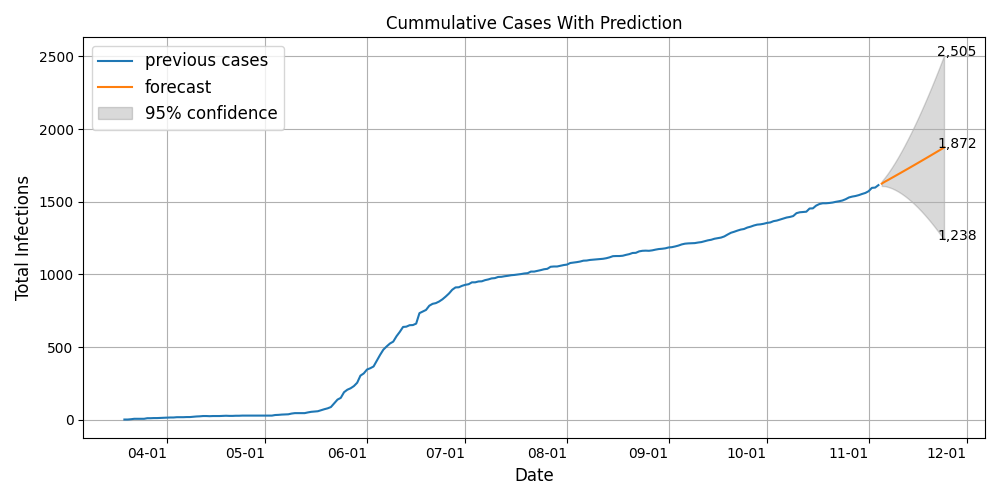 Cummulative Cases With Prediction
previous cases
forecast
95% confidence
2,505
1,872
1,238
2500
2000
1500
1000
500
0
Total Infections
04-01 05-01 06-01 07-01 08-01 09-01 10-01 11-01 12-01
Date